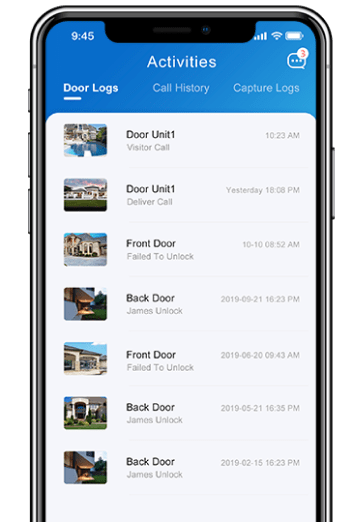 9:45
Activities
3
Door Logs Call History Capture Logs
Door Unit1 10:23 AM
Visitor Call
Door Unit1 Yesterday 18:08 PM
Deliver Call
Front Door 10-10 08:52 AM
Failed To Unlock
Back Door 2019-09-21 16:23 PM
James Unlock
Front Door 2019-06-20 09:43 AM
Failed To Unlock
Back Door 2019-05-21 16:35 PM
James Unlock
Back Door 2019-02-15 16:23 PM
James Unlock